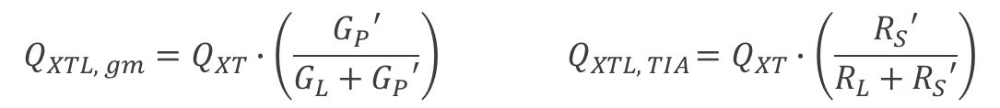 Q_{XTL, gm} = Q_{XT} · (G_P′ / (G_L + G_P′))
Q_{XTL, TIA} = Q_{XT} · (R_S′ / (R_L + R_S′))